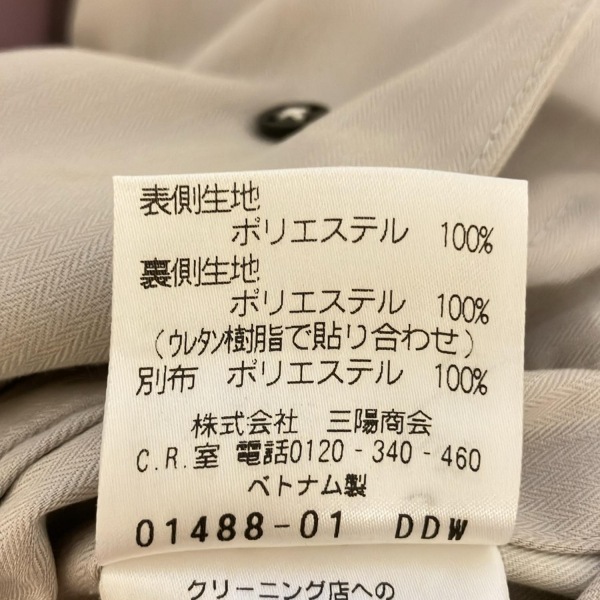 表側生地
ポリエステル 100%
裏側生地
ポリエステル 100%
(ウレタン樹脂で貼り合わせ)
別布 ポリエステル 100%
株式会社 三陽商会
C.R.室 電話0120-340-460
ベトナム製
01488-01 DDW
クリーニング店への